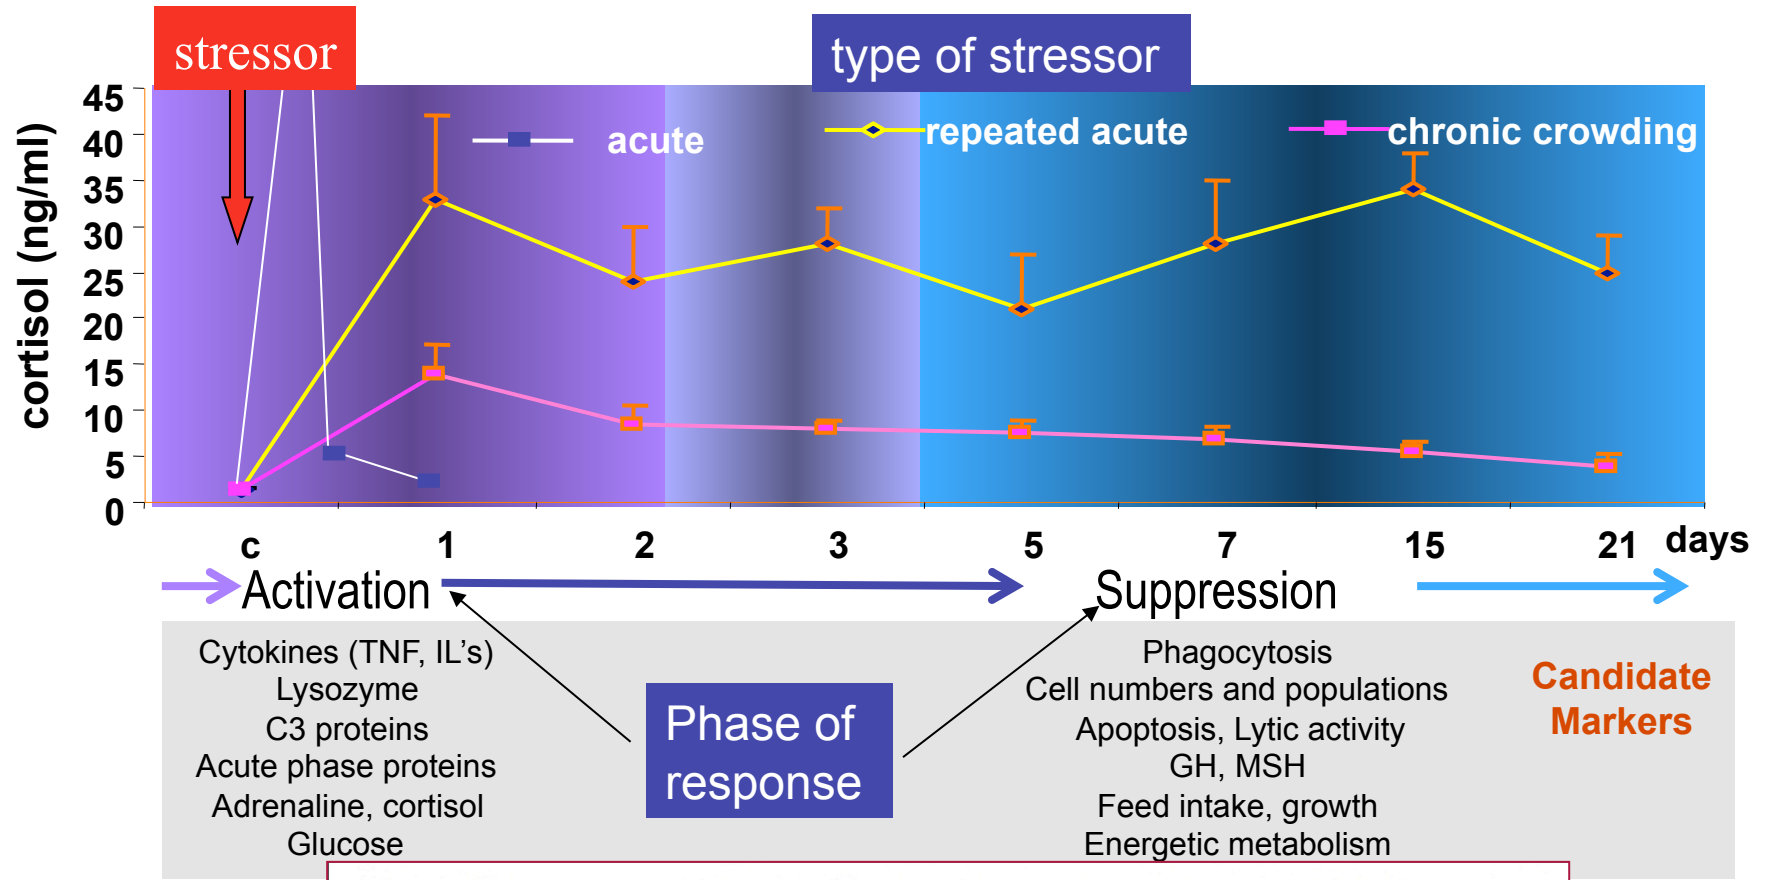 stressor
type of stressor
45
40
35
30
25
20
15
10
5
0
cortisol (ng/ml)
acute
repeated acute
chronic crowding
c 1 2 3 5 7 15 21 days
Activation
Suppression
Cytokines (TNF, IL's)
Lysozyme
C3 proteins
Acute phase proteins
Adrenaline, cortisol
Glucose
Phase of
response
Phagocytosis
Cell numbers and populations
Apoptosis, Lytic activity
GH, MSH
Feed intake, growth
Energetic metabolism
Candidate
Markers